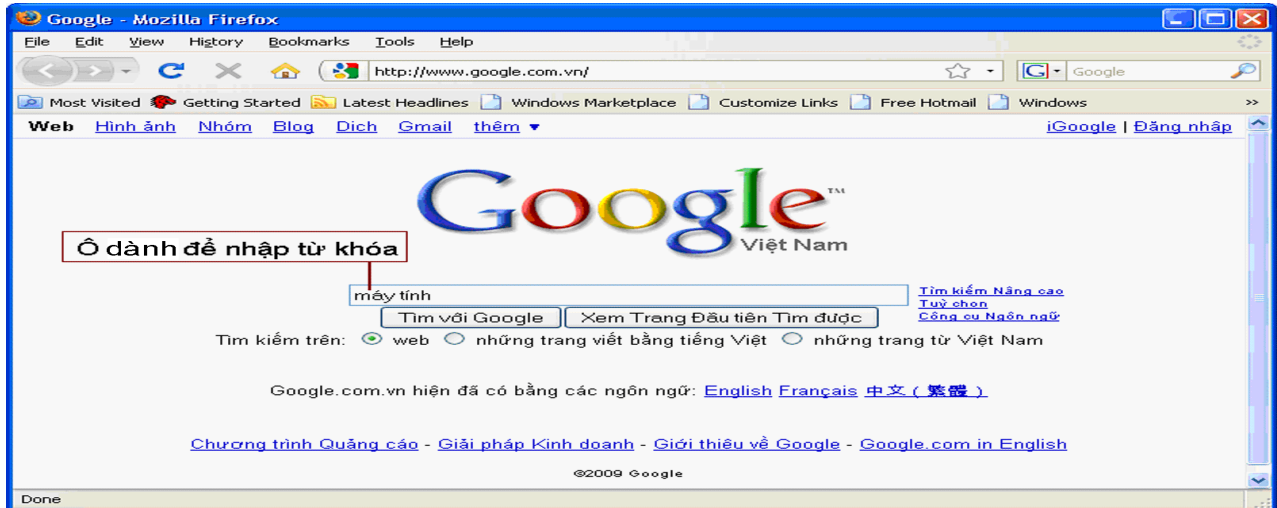 Google - Mozilla Firefox
File Edit View History Bookmarks Tools Help
http://www.google.com.vn/ G Google
Most Visited Getting Started Latest Headlines Windows Marketplace Customize Links Free Hotmail Windows »
Web Hình ảnh Nhóm Blog Dịch Gmail thêm ▼ iGoogle | Đăng nhập
Google™
Việt Nam
Ô dành để nhập từ khóa
máy tính
Tìm kiếm Nâng cao
Tuỳ chọn
Công cụ Ngôn ngữ
Tìm với Google Xem Trang Đầu tiên Tìm được
Tìm kiếm trên: web những trang viết bằng tiếng Việt những trang từ Việt Nam
Google.com.vn hiện đã có bằng các ngôn ngữ: English Français 中文 (繁體)
Chương trình Quảng cáo - Giải pháp Kinh doanh - Giới thiệu về Google - Google.com in English
©2009 Google
Done